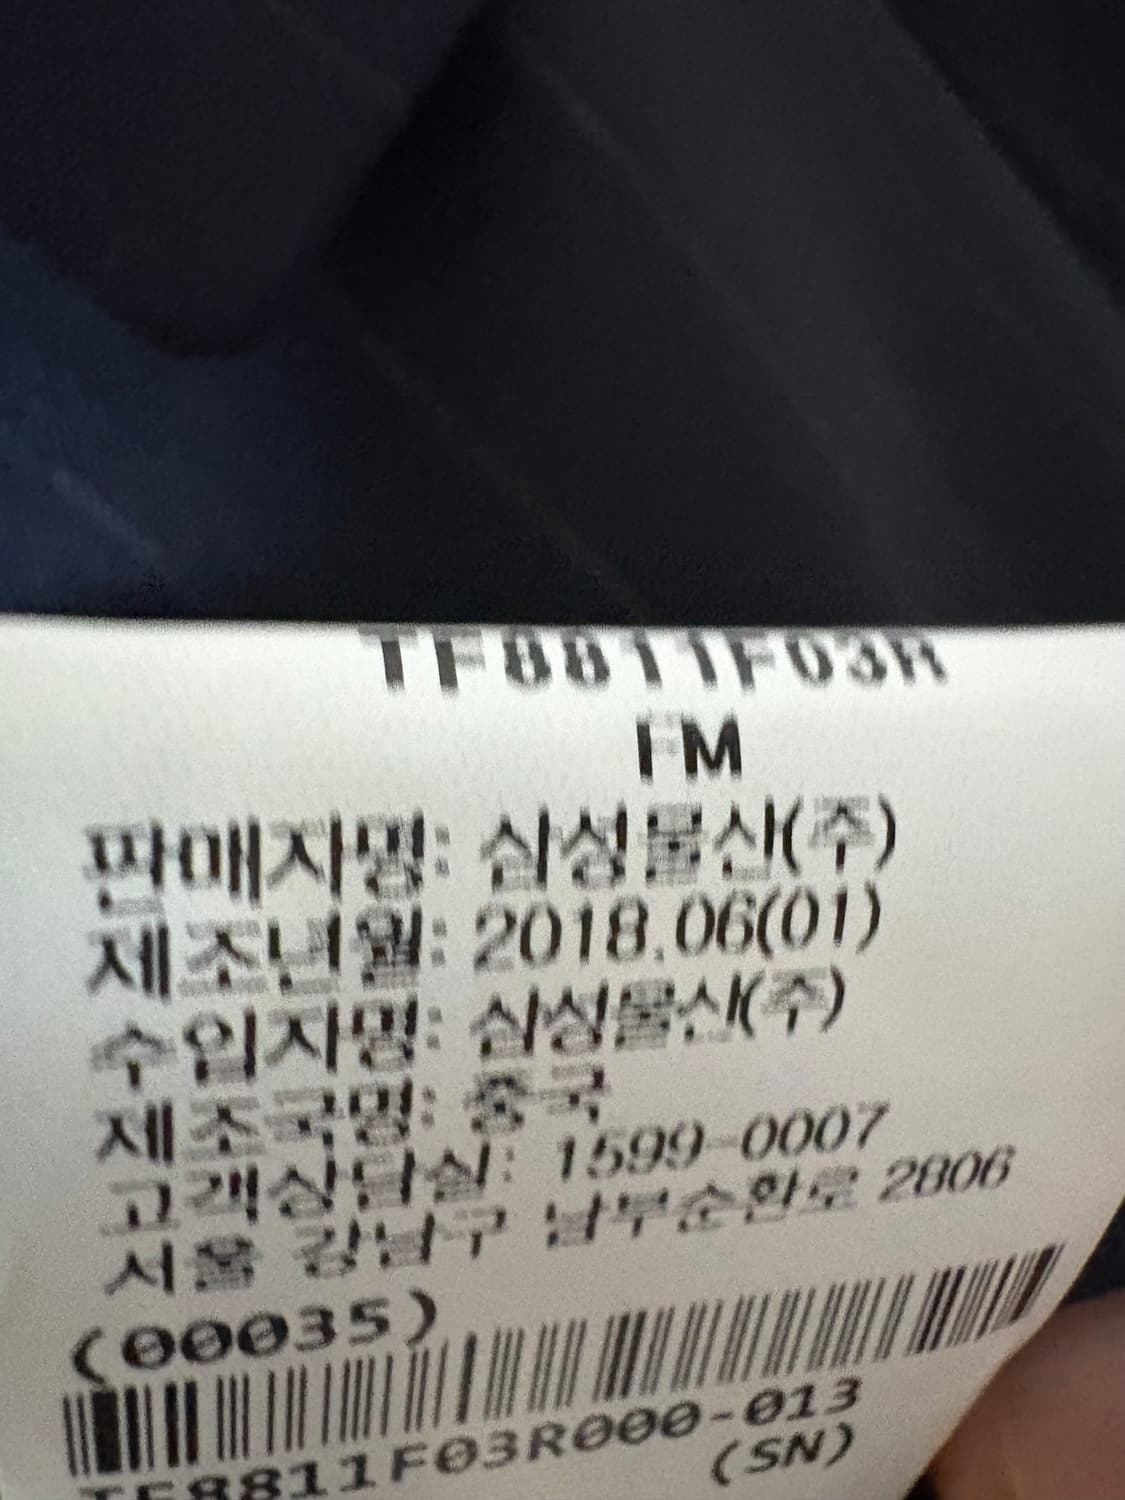 TF8811F03R
FM
판매자명: 삼성물산(주)
제조년월: 2018.06(01)
수입자명: 삼성물산(주)
제조국명: 중국
고객상담실: 1599-0007
서울 강남구 남부순환로 2806
(00035)
TF8811F03R000-013
(SN)